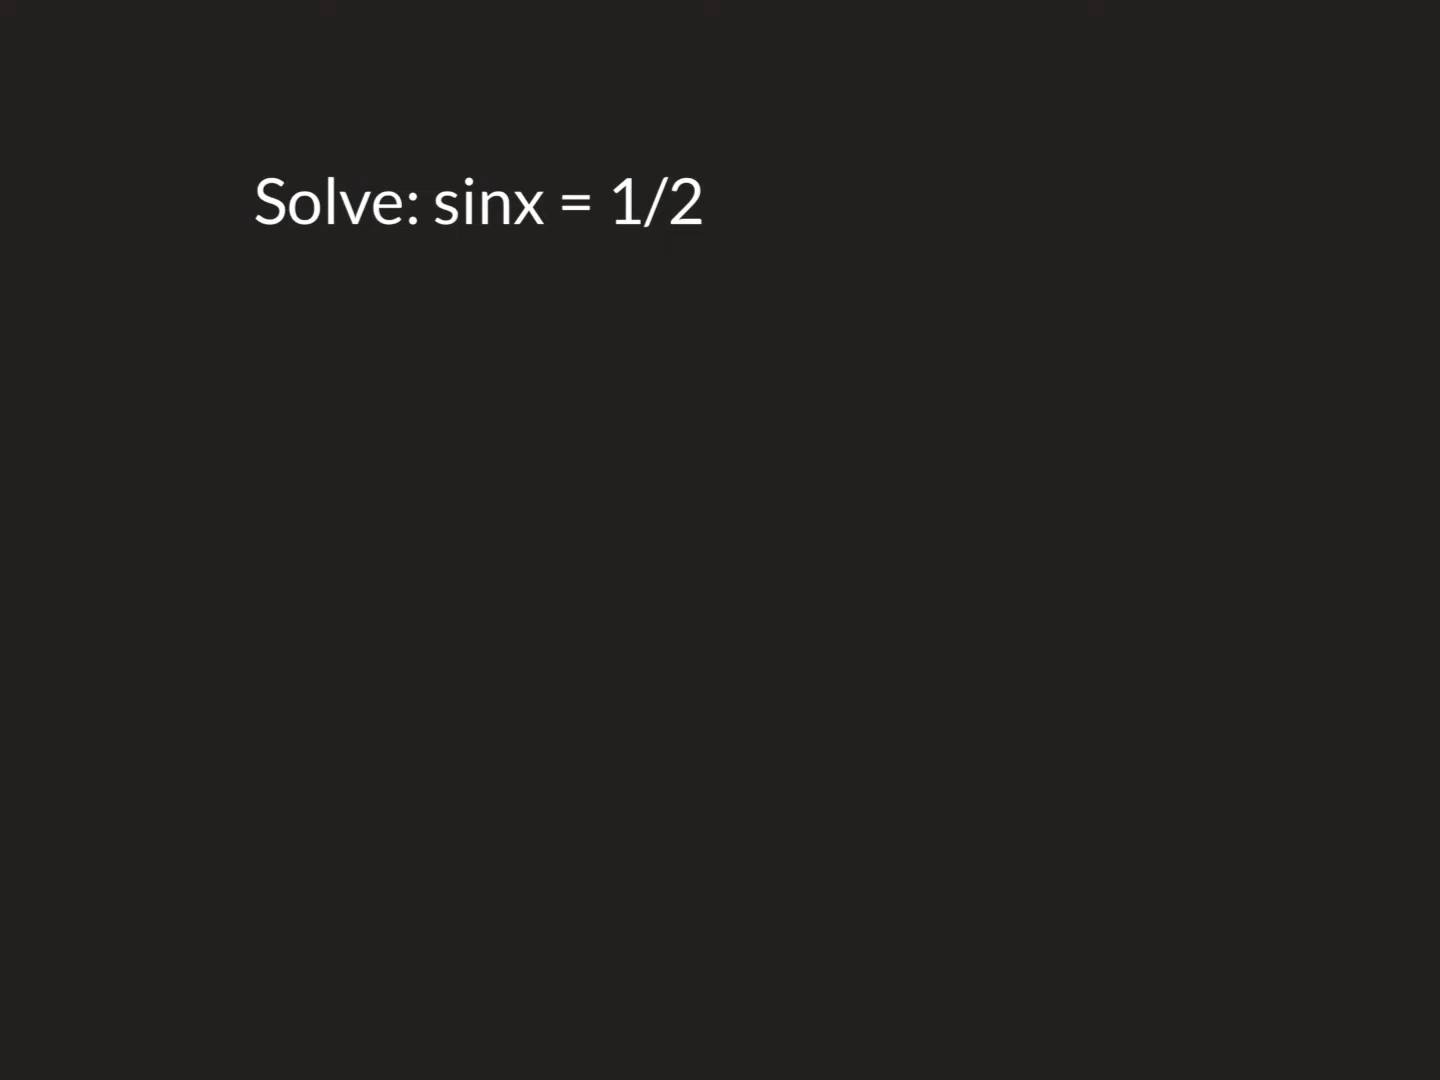 Solve: sinx = 1/2